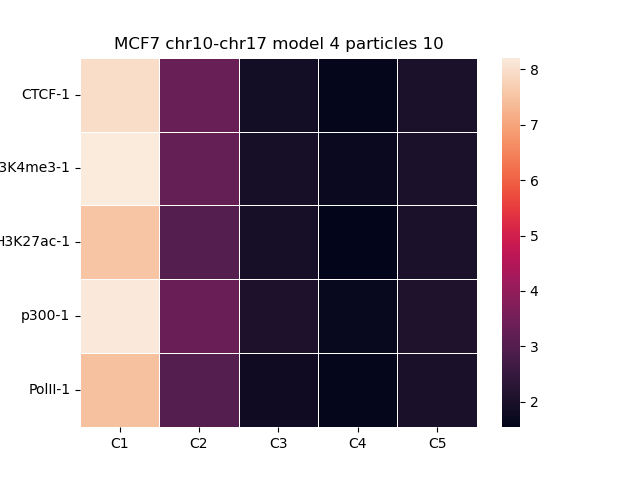 MCF7 chr10-chr17 model 4 particles 10
CTCF-1
3K4me3-1
H3K27ac-1
p300-1
PolII-1
C1 C2 C3 C4 C5
8
7
6
5
4
3
2